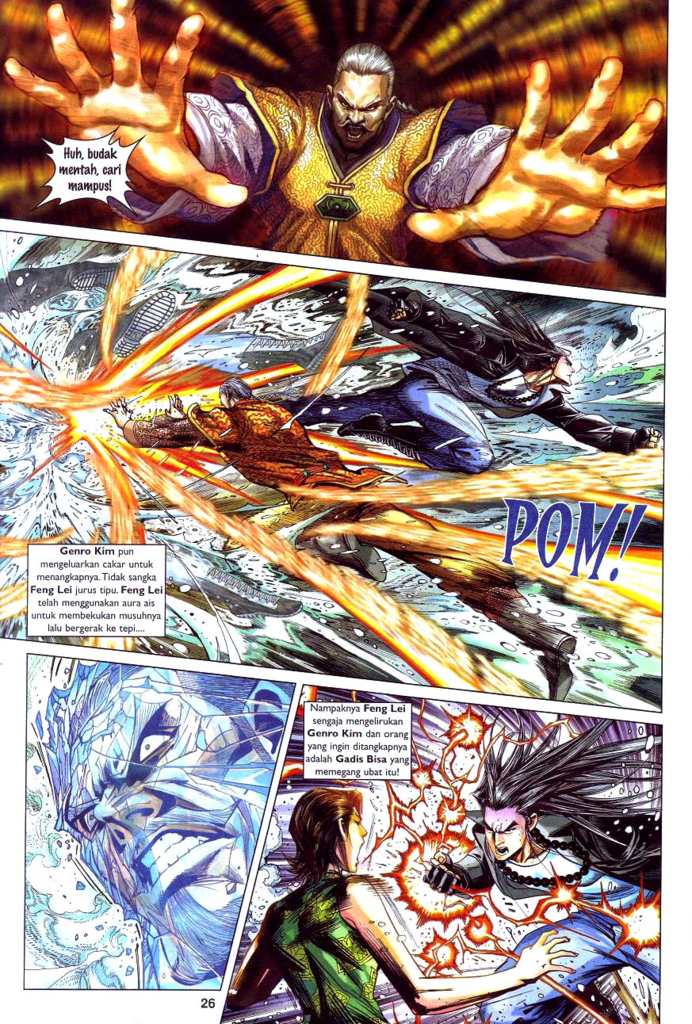 Huh, budak
mentah, cari
mampus!
POM!
Genro Kim pun
mengeluarkan cakar untuk
menangkapnya. Tidak sangka
Feng Lei jurus tipu. Feng Lei
telah menggunakan aura ais
untuk membekukan musuhnya
lalu bergerak ke tepi....
Nampaknya Feng Lei
sengaja mengelirukan
Genro Kim dan orang
yang ingin ditangkapnya
adalah Gadis Bisa yang
memegang ubat itu!
26